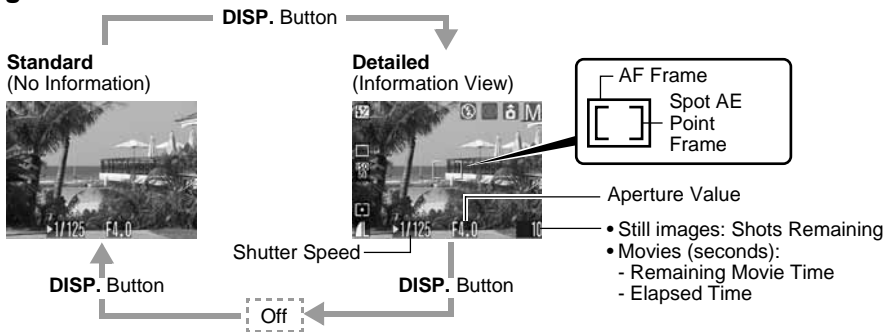 DISP. Button
Standard
(No Information)
Detailed
(Information View)
AF Frame
Spot AE
Point
Frame
M
▸1/125 F4.0
L ▸1/125 F4.0 10
Aperture Value
Shutter Speed
• Still images: Shots Remaining
• Movies (seconds):
- Remaining Movie Time
- Elapsed Time
DISP. Button
DISP. Button
Off